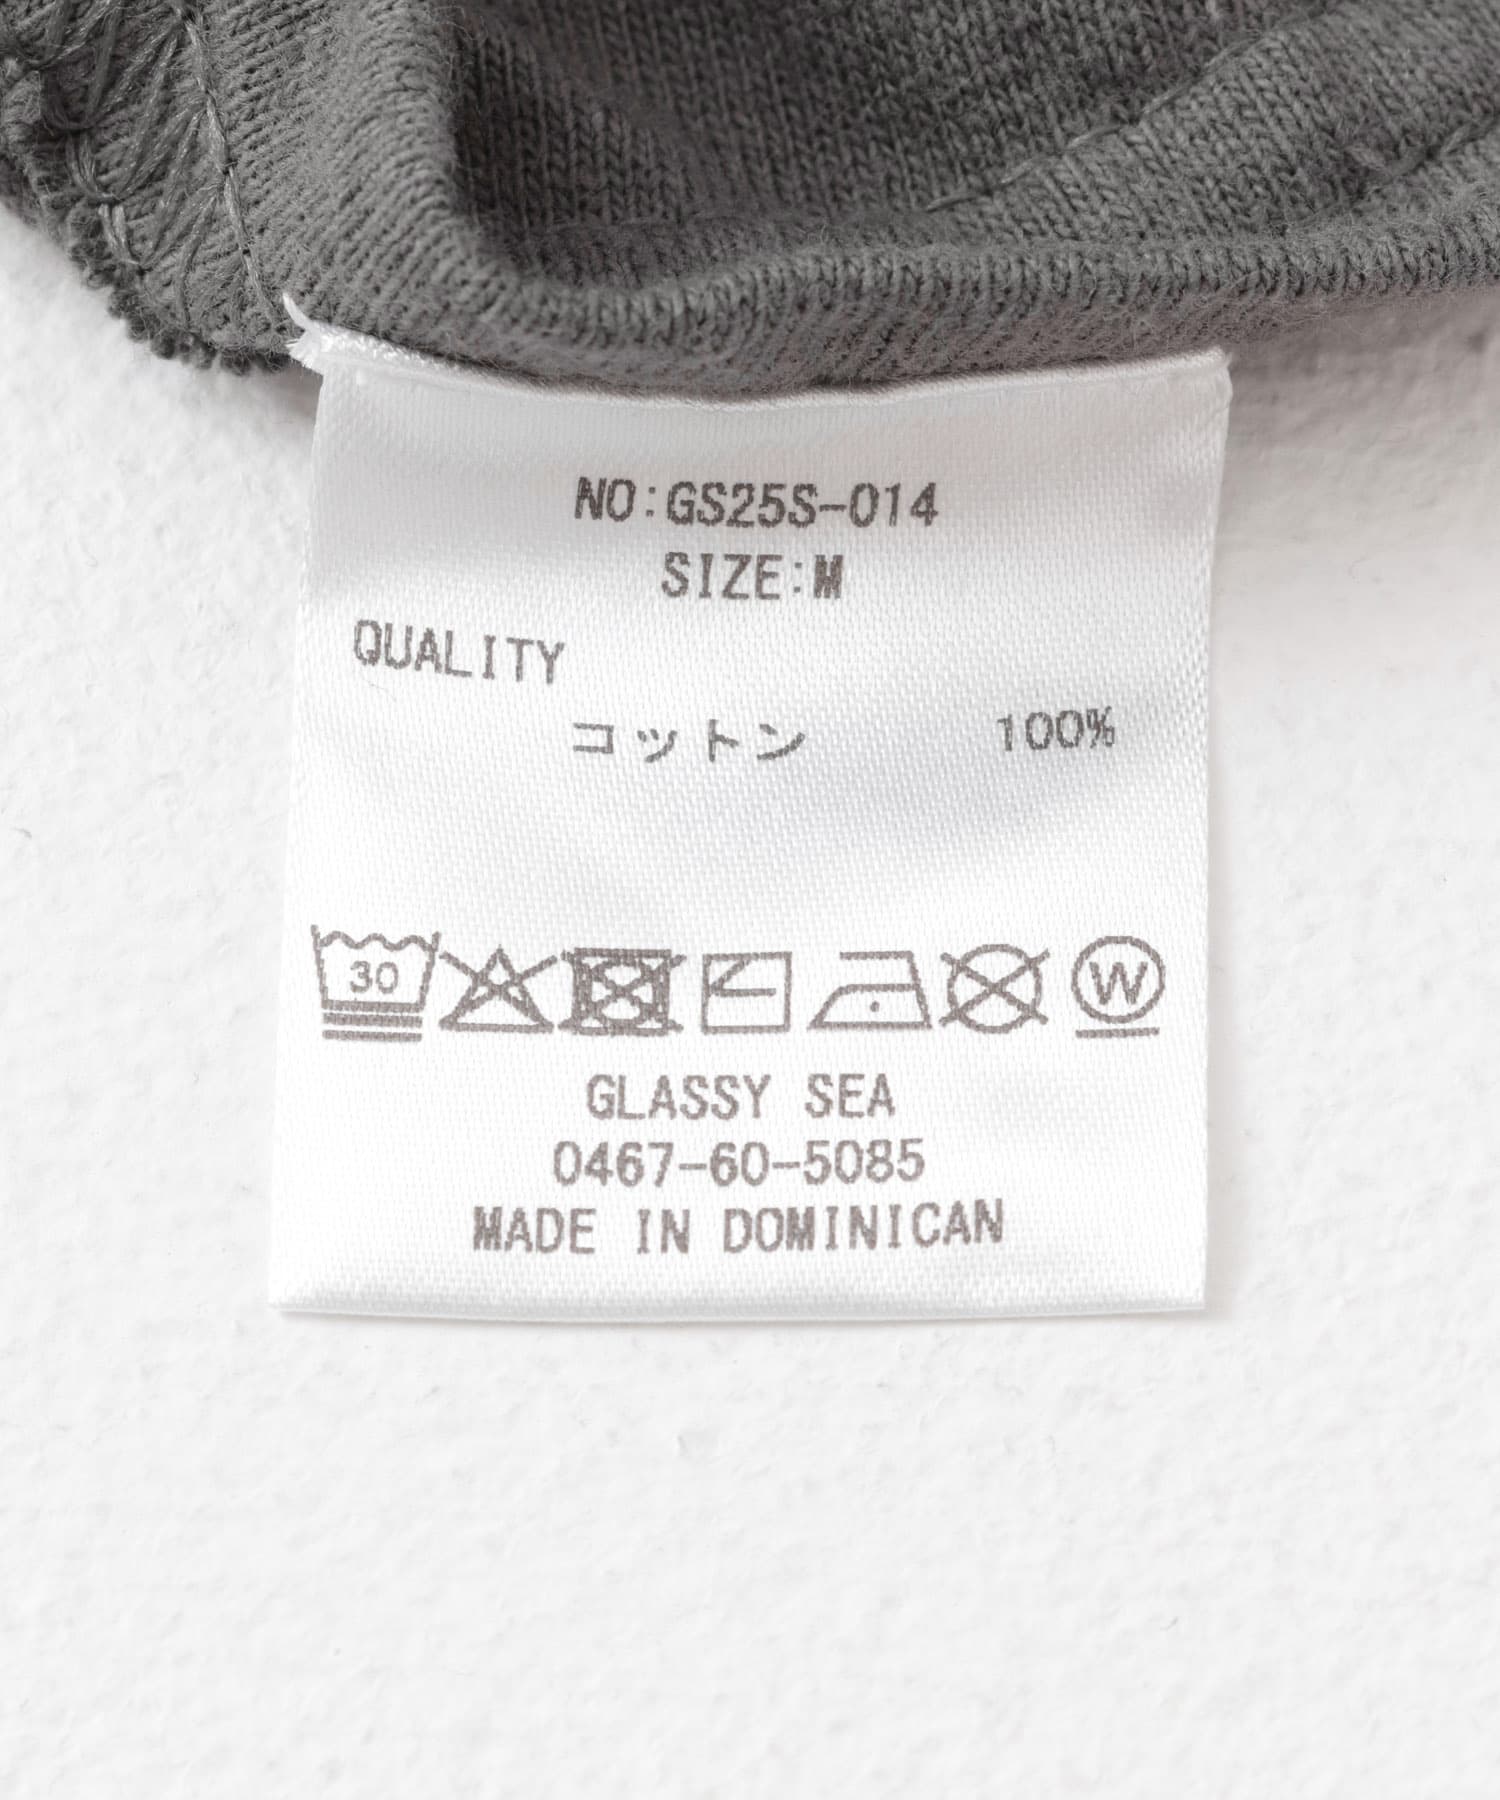 NO:GS25S-014
SIZE:M
QUALITY
コットン 100%
30
W
GLASSY SEA
0467-60-5085
MADE IN DOMINICAN